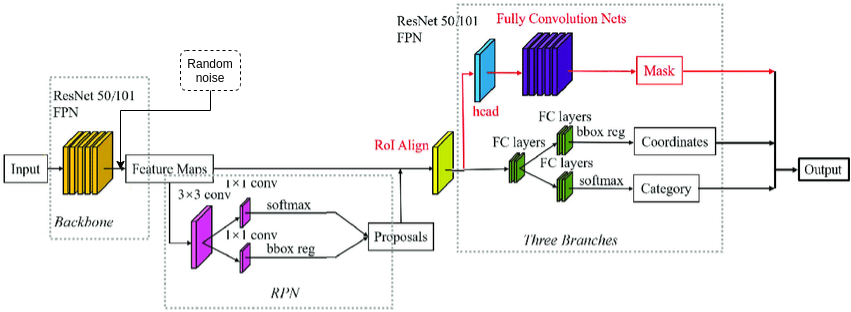 ResNet 50/101
FPN
Fully Convolution Nets
Random
noise
ResNet 50/101
FPN
Mask
head
RoI Align
FC layers
bbox reg
FC layers
Coordinates
Input
Feature Maps
FC layers
softmax
Category
Output
1×1 conv
3×3 conv
softmax
Backbone
1×1 conv
bbox reg
Proposals
Three Branches
RPN